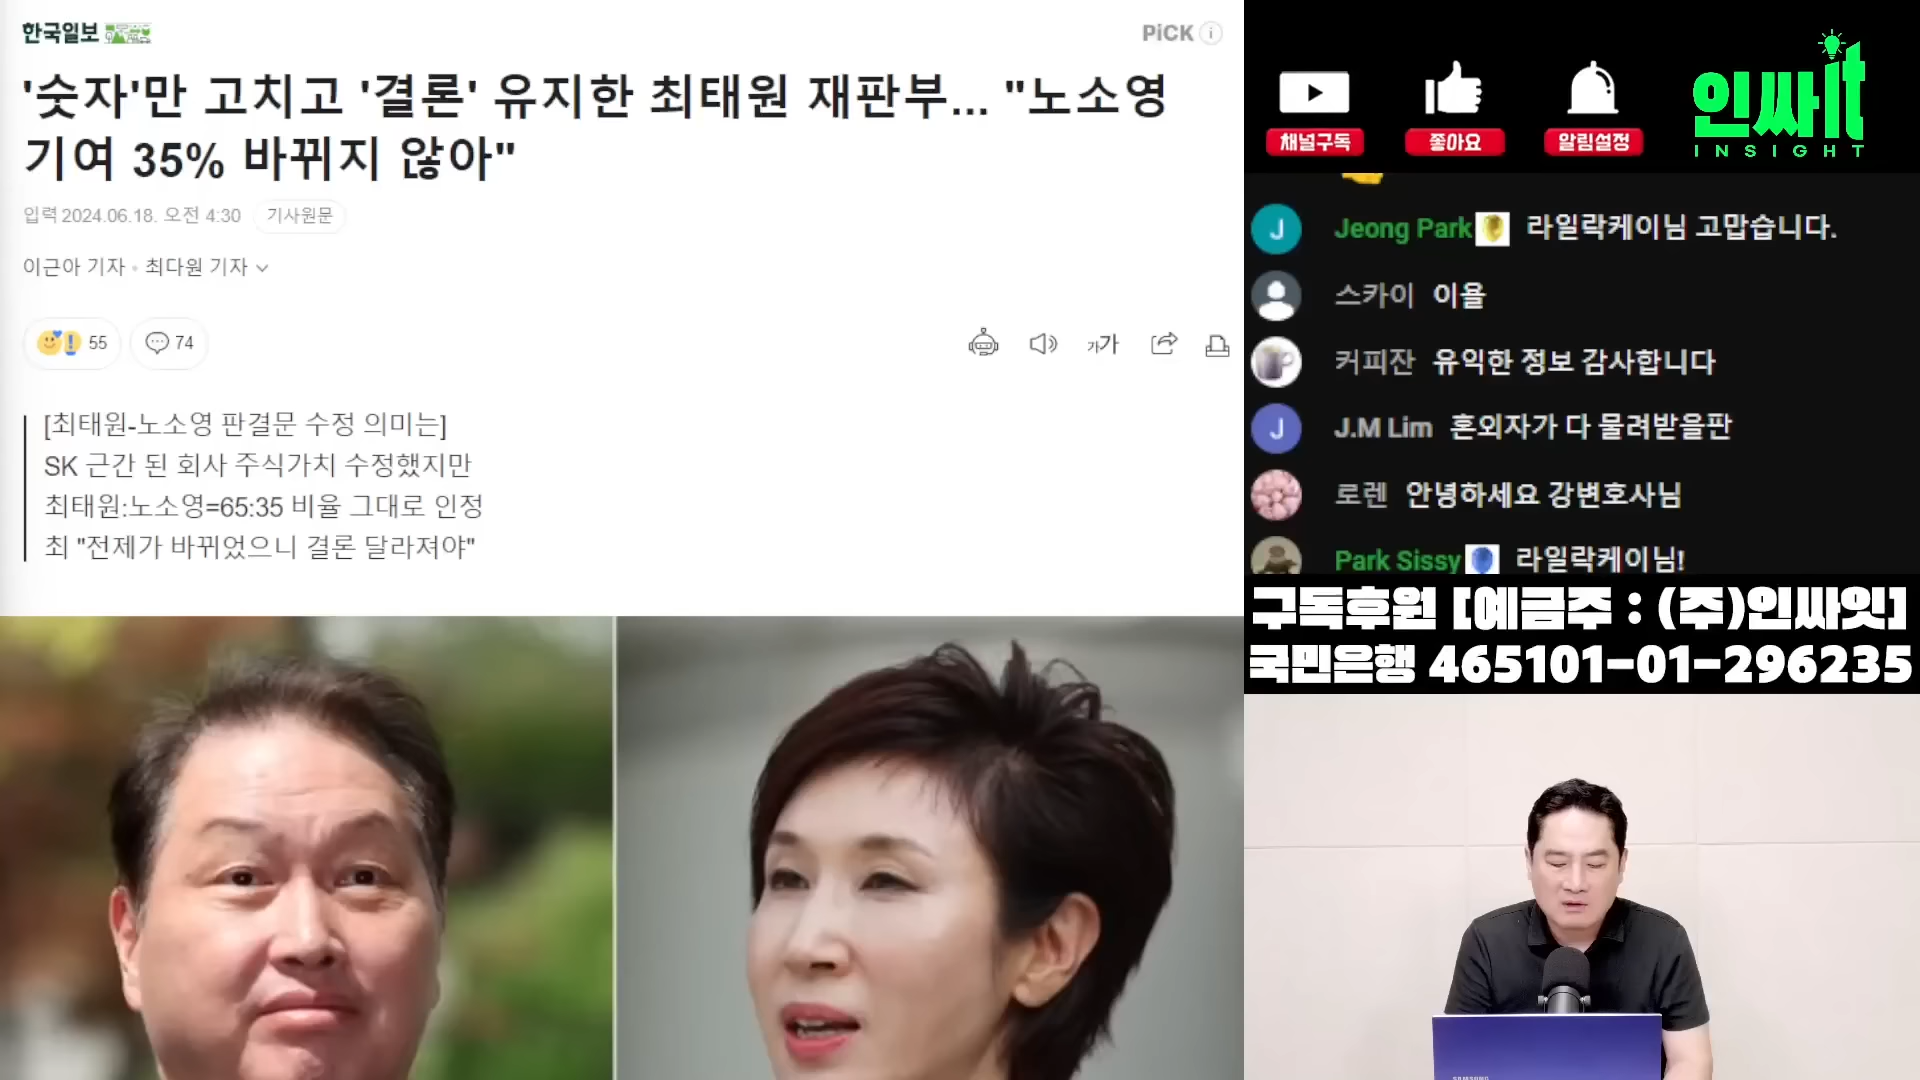 한국일보
PiCK
'숫자'만 고치고 '결론' 유지한 최태원 재판부... "노소영
기여 35% 바뀌지 않아"
입력 2024.06.18. 오전 4:30 기사원문
이근아 기자 · 최다원 기자
55 74
가가
[최태원-노소영 판결문 수정 의미는]
SK 근간 된 회사 주식가치 수정했지만
최태원:노소영=65:35 비율 그대로 인정
최 "전제가 바뀌었으니 결론 달라져야"
채널구독 좋아요 알림설정
인싸it
INSIGHT
J Jeong Park 라일락케이님 고맙습니다.
스카이 이욜
커피잔 유익한 정보 감사합니다
J J.M Lim 혼외자가 다 물려받을판
로렌 안녕하세요 강변호사님
Park Sissy 라일락케이님!
구독후원 [예금주 : (주)인싸잇]
국민은행 465101-01-296235
SAMSUNG